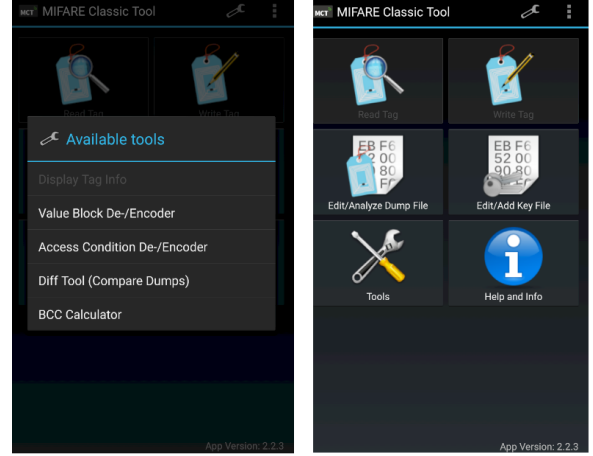 MCT MIFARE Classic Tool
Read Tag
Write Tag
Available tools
Display Tag Info
Value Block De-/Encoder
Access Condition De-/Encoder
Diff Tool (Compare Dumps)
BCC Calculator
App Version: 2.2.3
MCT MIFARE Classic Tool
Read Tag
Write Tag
EB F6
2 00
80
FF
Edit/Analyze Dump File
EB F6
52 00
90 80
FF
Edit/Add Key File
Tools
Help and Info
App Version: 2.2.3